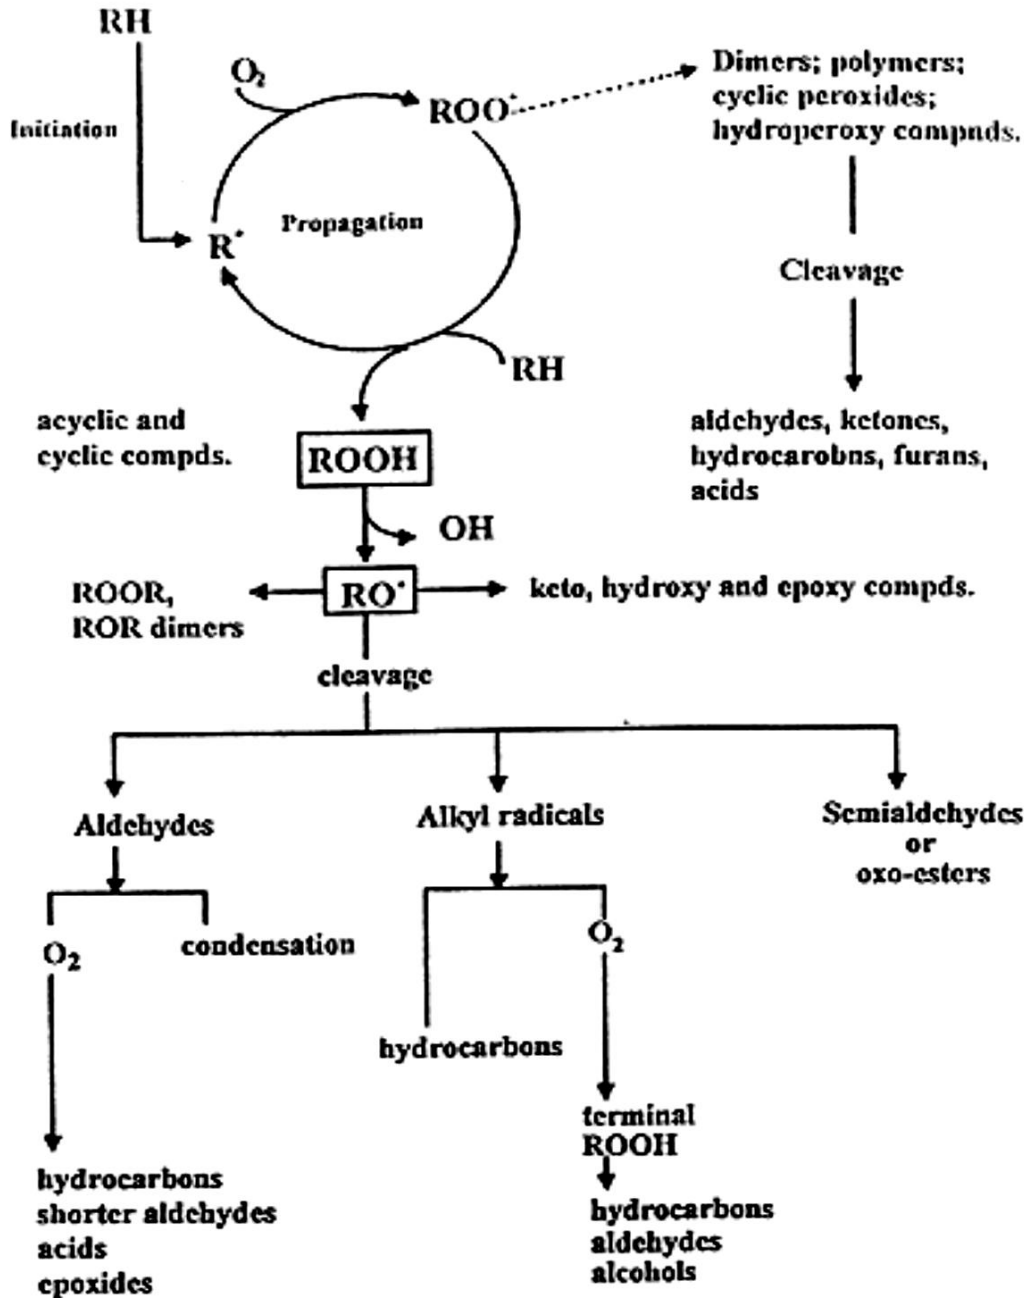 RH
O₂
ROO·
Dimers; polymers;
cyclic peroxides;
hydroperoxy compnds.
Initiation
Propagation
R·
Cleavage
RH
acyclic and
cyclic compds.
ROOH
aldehydes, ketones,
hydrocarobns, furans,
acids
OH
ROOR,
ROR dimers
RO·
keto, hydroxy and epoxy compds.
cleavage
Aldehydes
Alkyl radicals
Semialdehydes
or
oxo-esters
O₂
condensation
O₂
hydrocarbons
terminal
ROOH
hydrocarbons
shorter aldehydes
acids
epoxides
hydrocarbons
aldehydes
alcohols